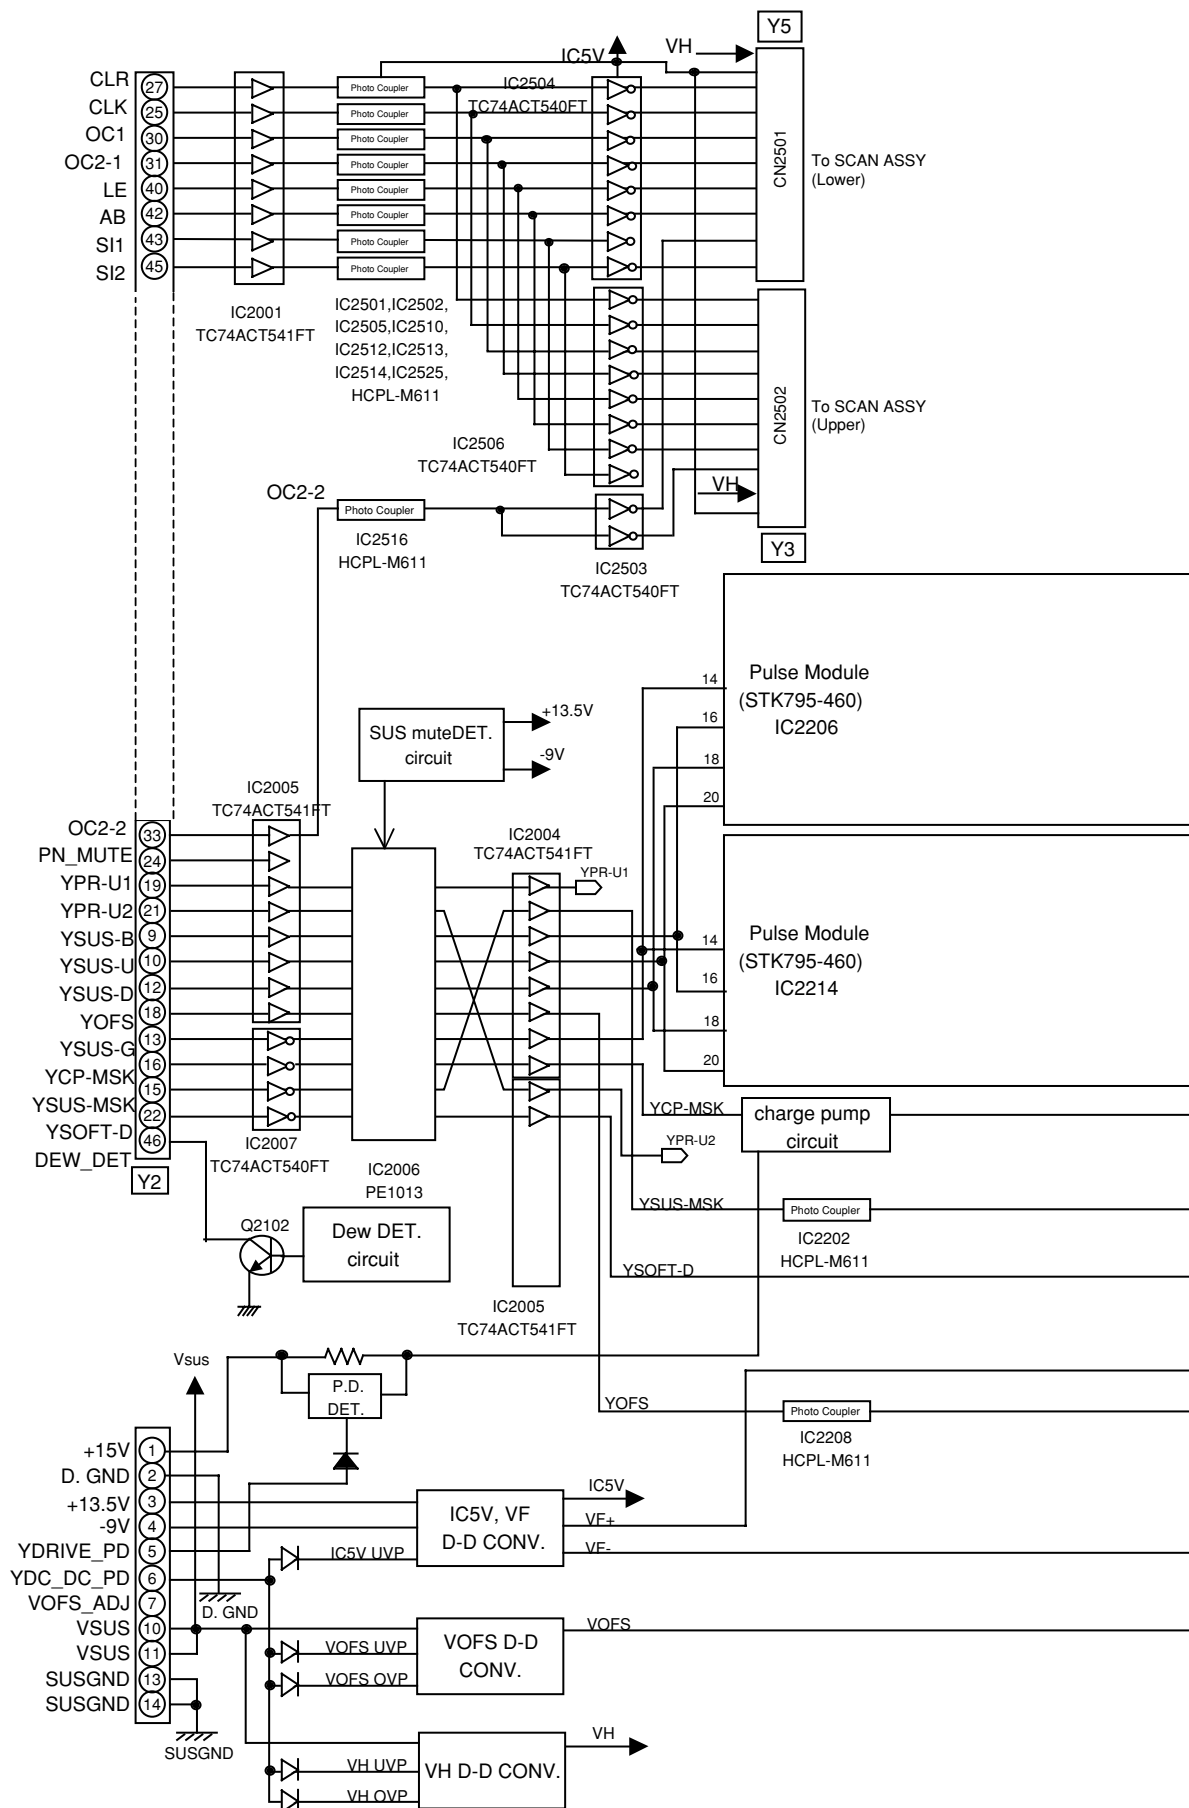 Y5
VH
IC5V
CLR
27
Photo Coupler
IC2504
TC74ACT540FT
CLK
25
Photo Coupler
OC1
30
Photo Coupler
OC2-1
31
Photo Coupler
CN2501
To SCAN ASSY
(Lower)
LE
40
Photo Coupler
AB
42
Photo Coupler
SI1
43
Photo Coupler
SI2
45
Photo Coupler
IC2001
TC74ACT541FT
IC2501,IC2502,
IC2505,IC2510,
IC2512,IC2513,
IC2514,IC2525,
HCPL-M611
CN2502
To SCAN ASSY
(Upper)
IC2506
TC74ACT540FT
VH
OC2-2
Photo Coupler
IC2516
HCPL-M611
Y3
IC2503
TC74ACT540FT
Pulse Module
(STK795-460)
IC2206
14
16
18
20
SUS muteDET.
circuit
+13.5V
-9V
IC2005
TC74ACT541FT
IC2004
TC74ACT541FT
YPR-U1
OC2-2
33
PN_MUTE
24
YPR-U1
19
YPR-U2
21
YSUS-B
9
YSUS-U
10
YSUS-D
12
YOFS
18
YSUS-G
13
YCP-MSK
16
YSUS-MSK
15
YSOFT-D
22
DEW_DET
46
Y2
Pulse Module
(STK795-460)
IC2214
14
16
18
20
IC2007
TC74ACT540FT
IC2006
PE1013
YCP-MSK
charge pump
circuit
YPR-U2
YSUS-MSK
Photo Coupler
IC2202
HCPL-M611
Q2102
Dew DET.
circuit
YSOFT-D
IC2005
TC74ACT541FT
Vsus
P.D.
DET.
YOFS
Photo Coupler
IC2208
HCPL-M611
+15V
1
D. GND
2
+13.5V
3
-9V
4
YDRIVE_PD
5
YDC_DC_PD
6
VOFS_ADJ
7
VSUS
10
VSUS
11
SUSGND
13
SUSGND
14
D. GND
SUSGND
IC5V UVP
IC5V, VF
D-D CONV.
IC5V
VF+
VF-
VOFS UVP
VOFS OVP
VOFS D-D
CONV.
VOFS
VH UVP
VH OVP
VH D-D CONV.
VH